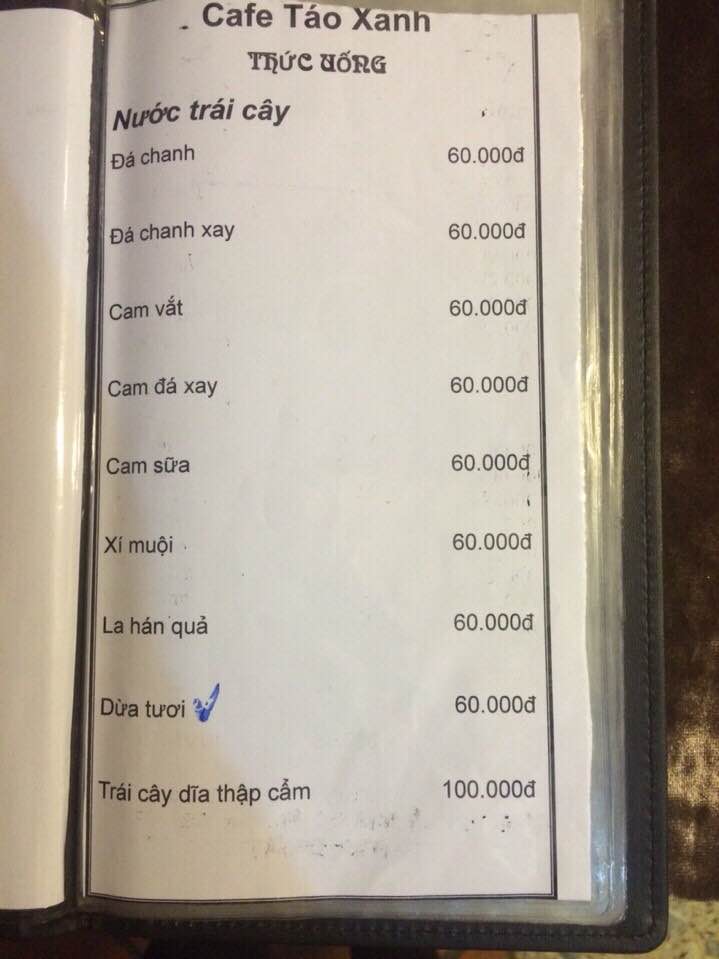 Cafe Táo Xanh
THỨC UỐNG
Nước trái cây
Đá chanh 60.000đ
Đá chanh xay 60.000đ
Cam vắt 60.000đ
Cam đá xay 60.000đ
Cam sữa 60.000đ
Xí muội 60.000đ
La hán quả 60.000đ
Dừa tươi 60.000đ
Trái cây dĩa thập cẩm 100.000đ